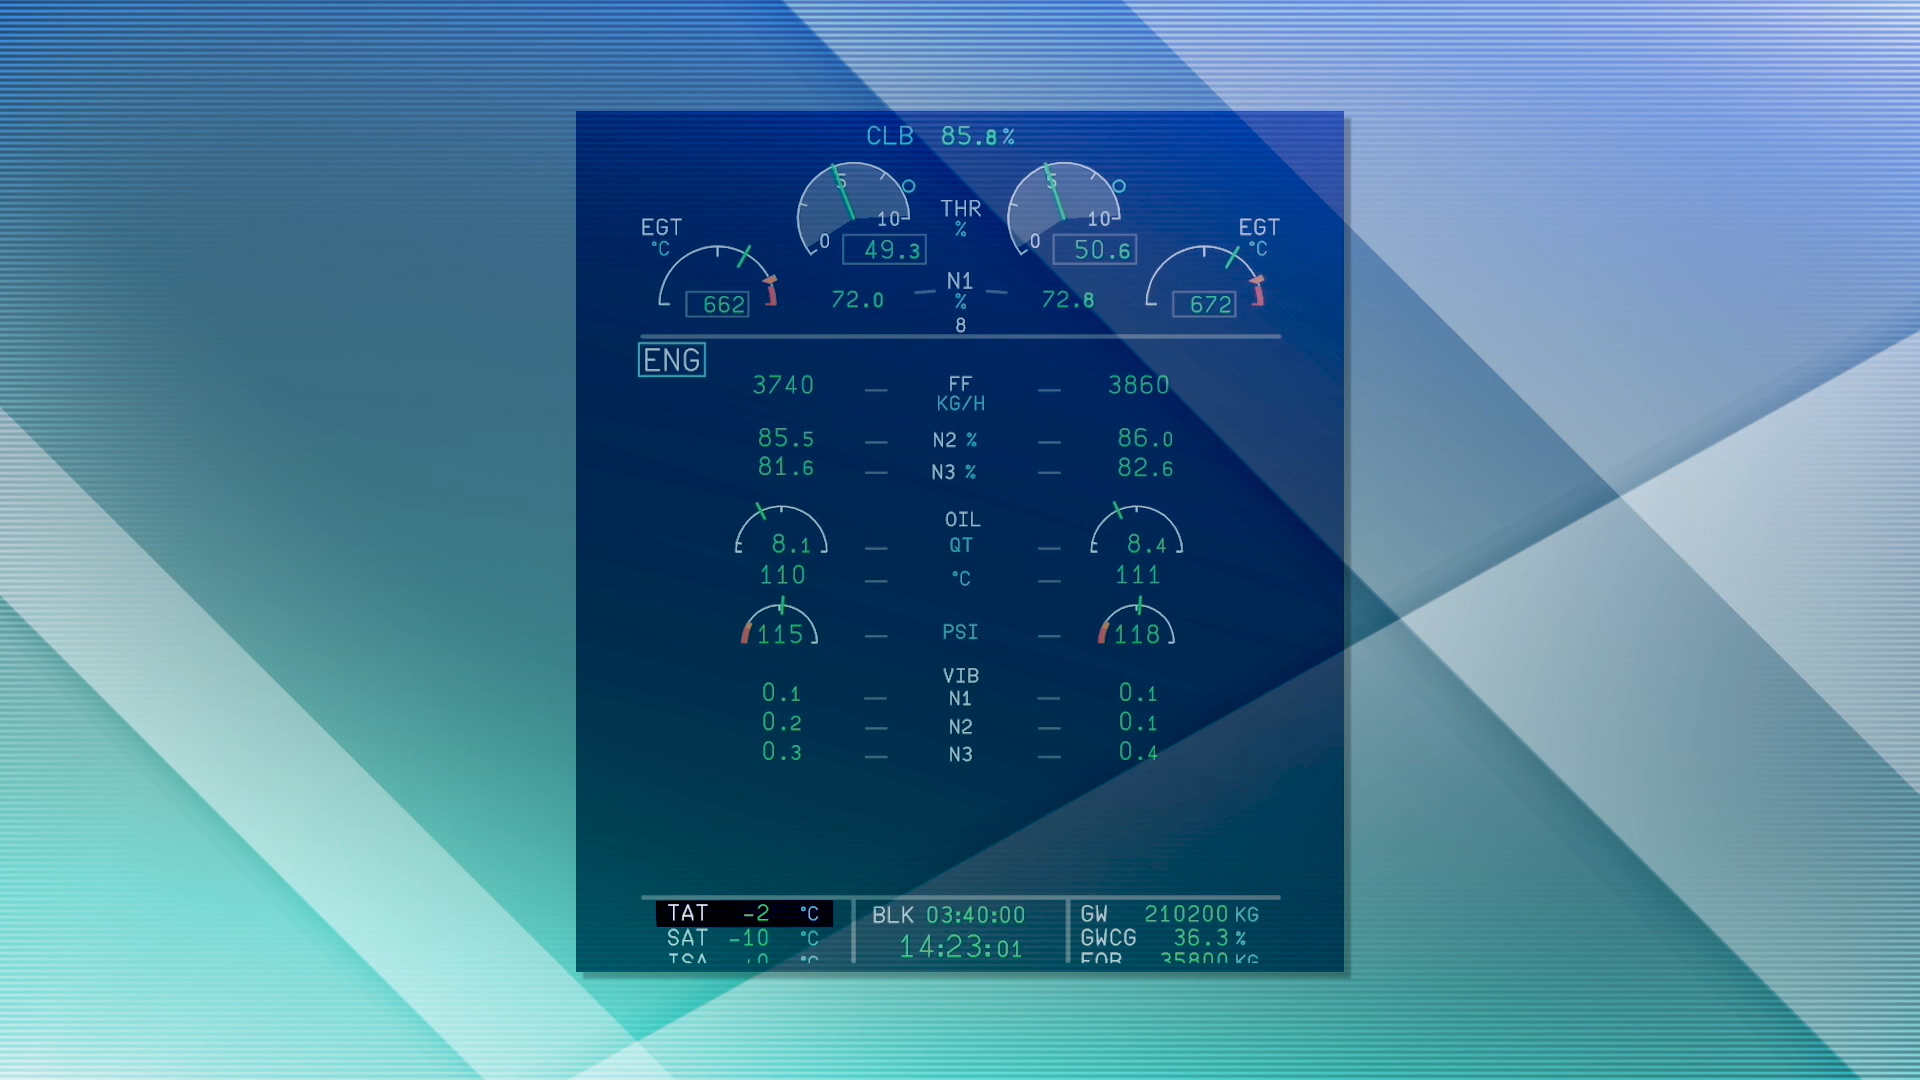 CLB 85.8%
5 5
10 THR 10
EGT % EGT
°C 0 49.3 0 50.6 °C
N1
662 72.0 % 72.8 672
8
ENG
3740 FF 3860
KG/H
85.5 N2 % 86.0
81.6 N3 % 82.6
OIL
8.1 QT 8.4
110 °C 111
115 PSI 118
VIB
0.1 N1 0.1
0.2 N2 0.1
0.3 N3 0.4
TAT -2 °C BLK 03:40:00 GW 210200 KG
SAT -10 °C 14:23:01 GWCG 36.3 %